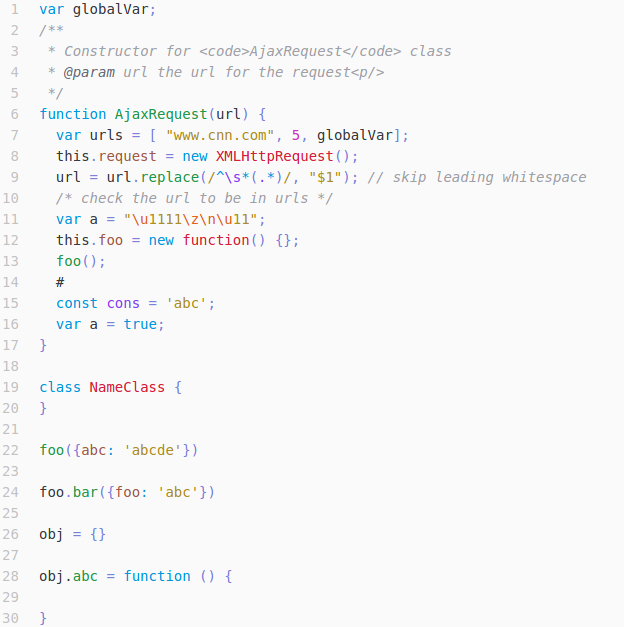 1 var globalVar;
2 /**
3  * Constructor for <code>AjaxRequest</code> class
4  * @param url the url for the request<p/>
5  */
6 function AjaxRequest(url) {
7   var urls = [ "www.cnn.com", 5, globalVar];
8   this.request = new XMLHttpRequest();
9   url = url.replace(/^\s*(.*)/, "$1"); // skip leading whitespace
10   /* check the url to be in urls */
11   var a = "\u1111\z\n\u11";
12   this.foo = new function() {};
13   foo();
14   #
15   const cons = 'abc';
16   var a = true;
17 }
18
19 class NameClass {
20 }
21
22 foo({abc: 'abcde'})
23
24 foo.bar({foo: 'abc'})
25
26 obj = {}
27
28 obj.abc = function () {
29
30 }